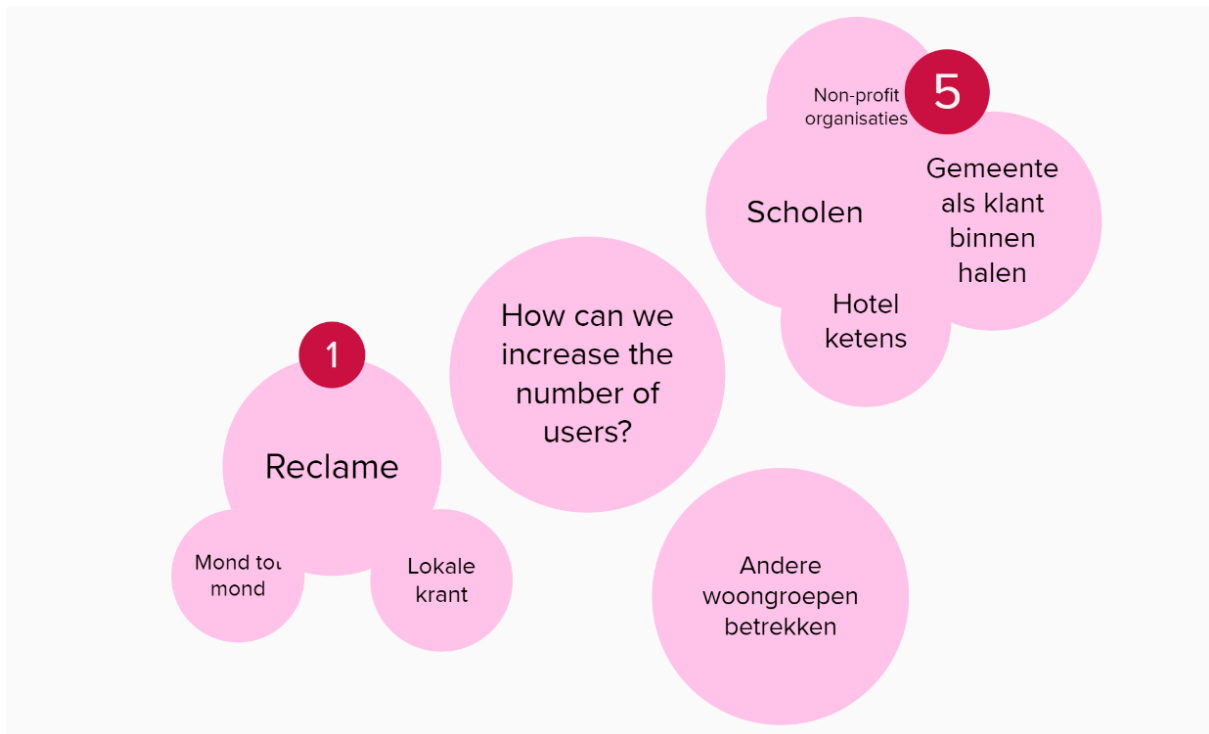 Non-profit
organisaties
5
Scholen
Gemeente
als klant
binnen
halen
Hotel
ketens
How can we
increase the
number of
users?
1
Reclame
Mond
mond
Lokale
krant
Andere
woongroepen
betrekken